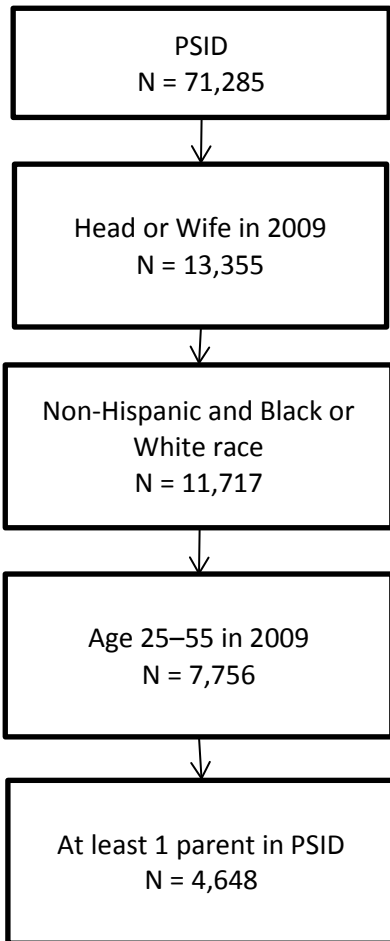 PSID
N = 71,285
Head or Wife in 2009
N = 13,355
Non-Hispanic and Black or
White race
N = 11,717
Age 25–55 in 2009
N = 7,756
At least 1 parent in PSID
N = 4,648